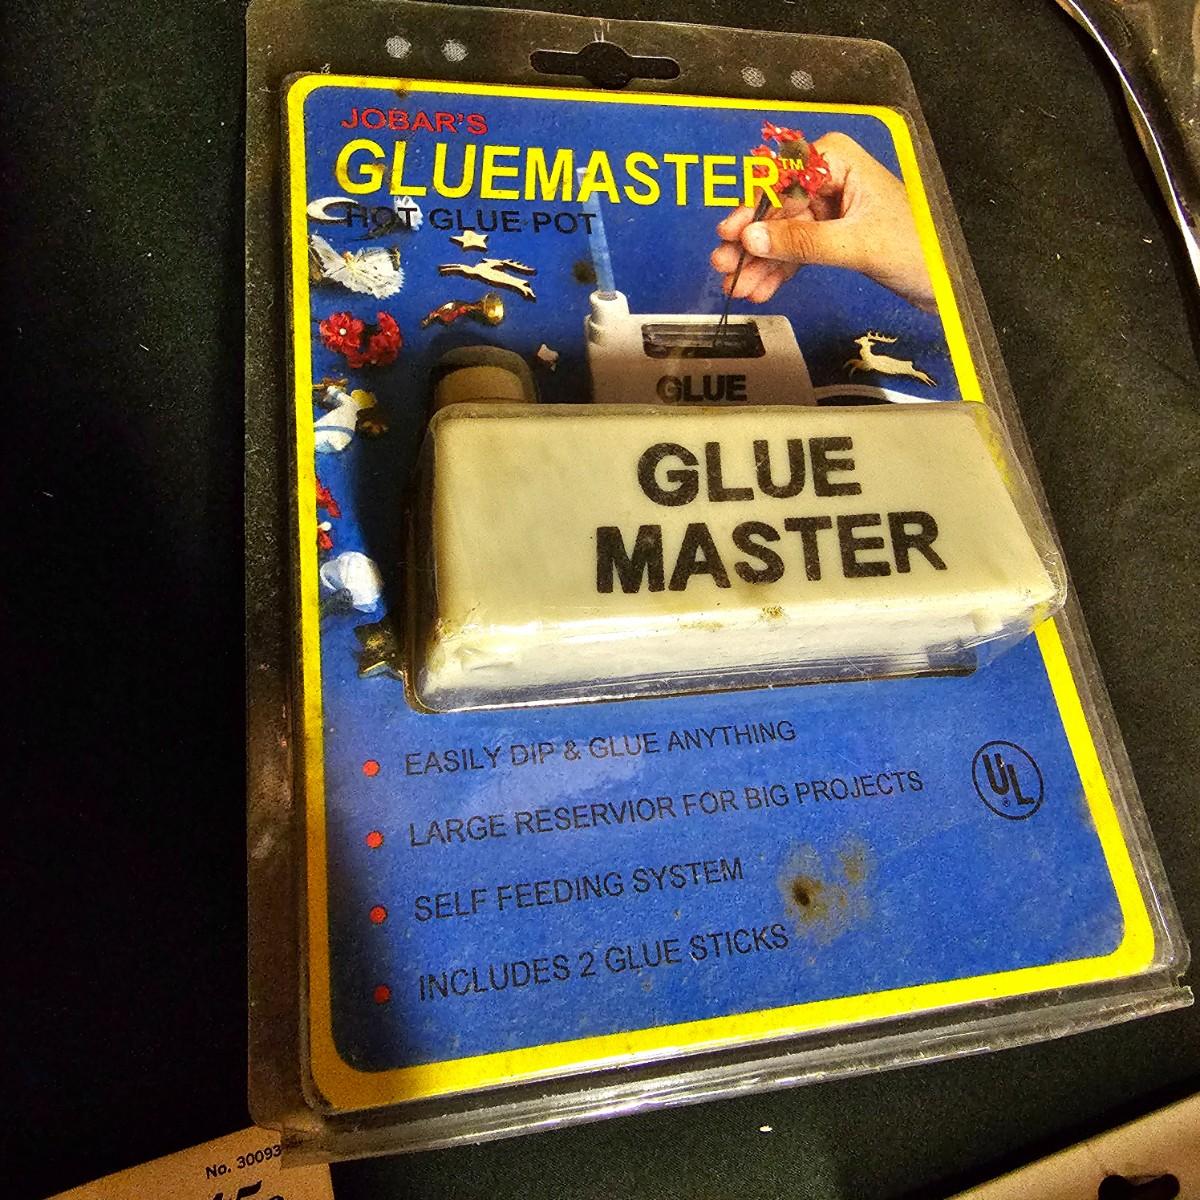 JOBAR'S
GLUEMASTER™
HOT GLUE POT
GLUE
GLUE
MASTER
EASILY DIP & GLUE ANYTHING
LARGE RESERVIOR FOR BIG PROJECTS
UL
®
SELF FEEDING SYSTEM
INCLUDES 2 GLUE STICKS
No. 30093